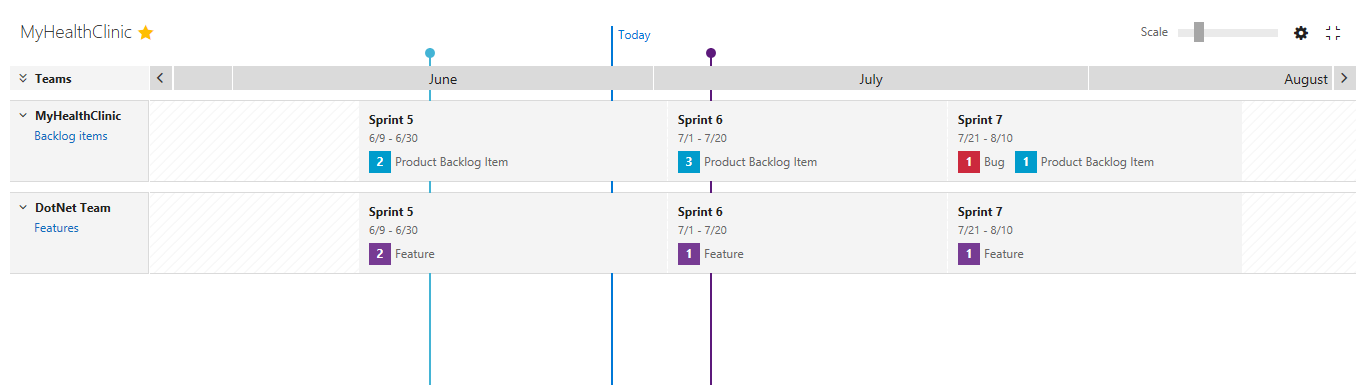 MyHealthClinic
Today
Scale
Teams
June
July
August
MyHealthClinic
Backlog items
Sprint 5
6/9 - 6/30
2 Product Backlog Item
Sprint 6
7/1 - 7/20
3 Product Backlog Item
Sprint 7
7/21 - 8/10
1 Bug 1 Product Backlog Item
DotNet Team
Features
Sprint 5
6/9 - 6/30
2 Feature
Sprint 6
7/1 - 7/20
1 Feature
Sprint 7
7/21 - 8/10
1 Feature